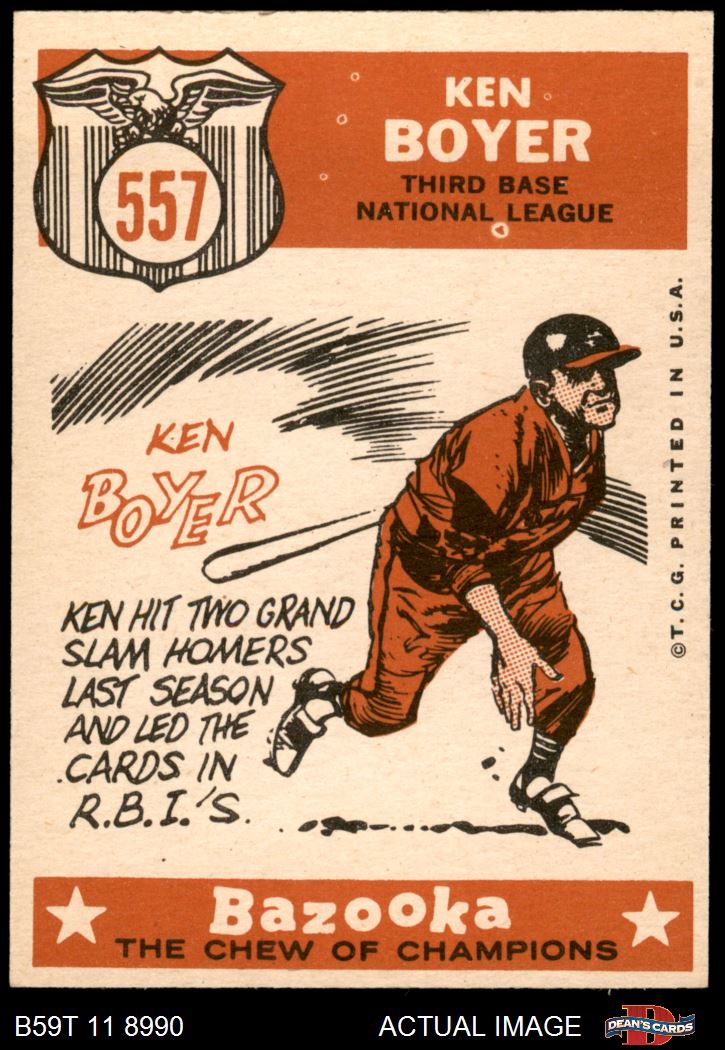 557
KEN
BOYER
THIRD BASE
NATIONAL LEAGUE
KEN
BOYER
KEN HIT TWO GRAND
SLAM HOMERS
LAST SEASON
AND LED THE
CARDS IN
R.B.I.'S.
©T.C.G. PRINTED IN U.S.A.
Bazooka
THE CHEW OF CHAMPIONS
B59T 11 8990
ACTUAL IMAGE
D
DEAN'S CARDS